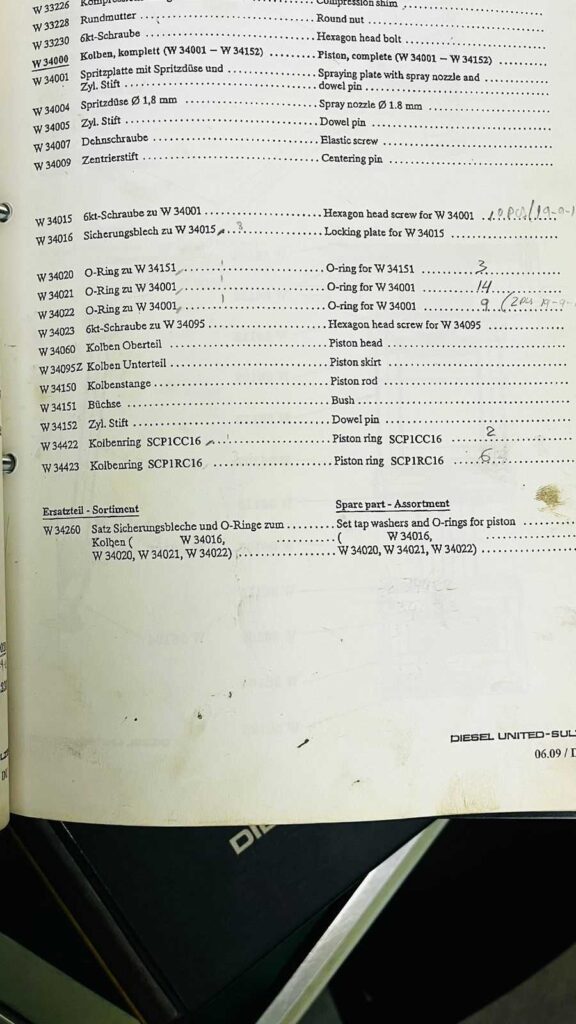 W 33226 Compression shim
W 33228 Rundmutter Round nut
W 33230 6kt-Schraube Hexagon head bolt
W 34000 Kolben, komplett (W 34001 – W 34152) Piston, complete (W 34001 – W 34152)
W 34001 Spritzplatte mit Spritzdüse und Spraying plate with spray nozzle and
Zyl. Stift dowel pin
W 34004 Spritzdüse Ø 1,8 mm Spray nozzle Ø 1.8 mm
W 34005 Zyl. Stift Dowel pin
W 34007 Dehnschraube Elastic screw
W 34009 Zentrierstift Centering pin
W 34015 6kt-Schraube zu W 34001 Hexagon head screw for W 34001
W 34016 Sicherungsblech zu W 34015 Locking plate for W 34015
W 34020 O-Ring zu W 34151 O-ring for W 34151 3
W 34021 O-Ring zu W 34001 O-ring for W 34001 14
W 34022 O-Ring zu W 34001 O-ring for W 34001 9
W 34023 6kt-Schraube zu W 34095 Hexagon head screw for W 34095
W 34060 Kolben Oberteil Piston head
W 34095Z Kolben Unterteil Piston skirt
W 34150 Kolbenstange Piston rod
W 34151 Büchse Bush
W 34152 Zyl. Stift Dowel pin
W 34422 Kolbenring SCP1CC16 Piston ring SCP1CC16 2
W 34423 Kolbenring SCP1RC16 Piston ring SCP1RC16 6
Ersatzteil - Sortiment Spare part - Assortment
W 34260 Satz Sicherungsbleche und O-Ringe zum Set tap washers and O-rings for piston
Kolben ( W 34016, ( W 34016,
W 34020, W 34021, W 34022) W 34020, W 34021, W 34022)
DIESEL UNITED-SUL
06.09 /